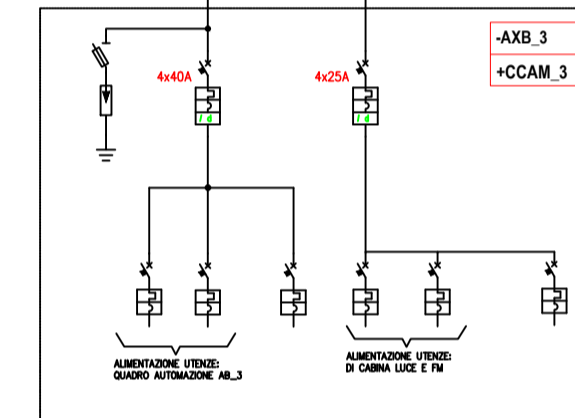 -AXB_3
+CCAM_3
4x40A
4x25A
I d
I d
ALIMENTAZIONE UTENZE:
QUADRO AUTOMAZIONE AB_3
ALIMENTAZIONE UTENZE:
DI CABINA LUCE E FM